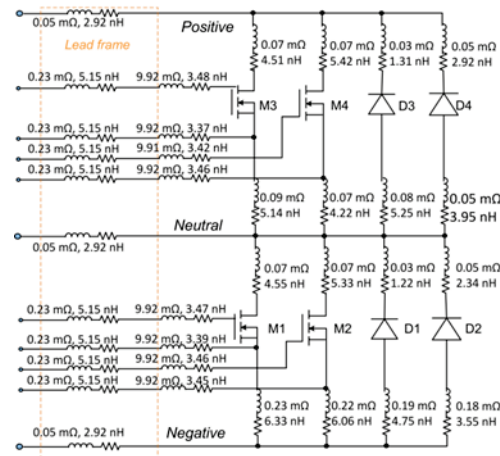 Positive
0.05 mΩ, 2.92 nH
Lead frame
0.07 mΩ
4.51 nH
0.07 mΩ
5.42 nH
0.03 mΩ
1.31 nH
0.05 mΩ
2.92 nH
0.23 mΩ, 5.15 nH
9.92 mΩ, 3.48 nH
M3
M4
D3
D4
0.23 mΩ, 5.15 nH
9.92 mΩ, 3.37 nH
0.23 mΩ, 5.15 nH
9.91 mΩ, 3.42 nH
0.23 mΩ, 5.15 nH
9.92 mΩ, 3.46 nH
0.09 mΩ
5.14 nH
0.07 mΩ
4.22 nH
0.08 mΩ
5.25 nH
0.05 mΩ
3.95 nH
Neutral
0.05 mΩ, 2.92 nH
0.07 mΩ
4.55 nH
0.07 mΩ
5.33 nH
0.03 mΩ
1.22 nH
0.05 mΩ
2.34 nH
0.23 mΩ, 5.15 nH
9.92 mΩ, 3.47 nH
M1
M2
D1
D2
0.23 mΩ, 5.15 nH
9.92 mΩ, 3.39 nH
0.23 mΩ, 5.15 nH
9.92 mΩ, 3.46 nH
0.23 mΩ, 5.15 nH
9.92 mΩ, 3.45 nH
0.23 mΩ
6.33 nH
0.22 mΩ
6.06 nH
0.19 mΩ
4.75 nH
0.18 mΩ
3.55 nH
0.05 mΩ, 2.92 nH
Negative